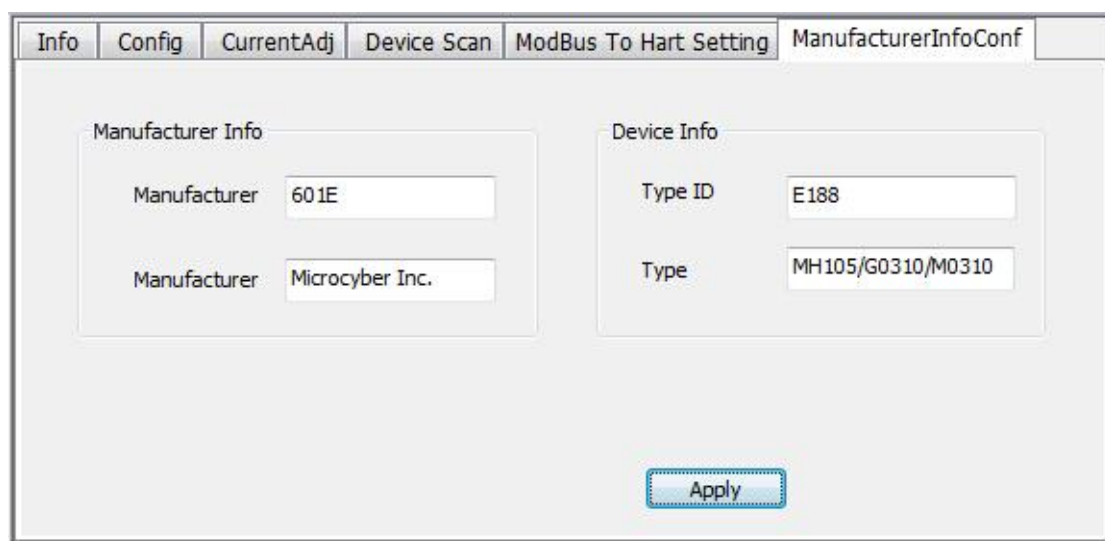 Info Config CurrentAdj Device Scan ModBus To Hart Setting ManufacturerInfoConf
Manufacturer Info
Manufacturer 601E
Manufacturer Microcyber Inc.
Device Info
Type ID E188
Type MH105/G0310/M0310
Apply